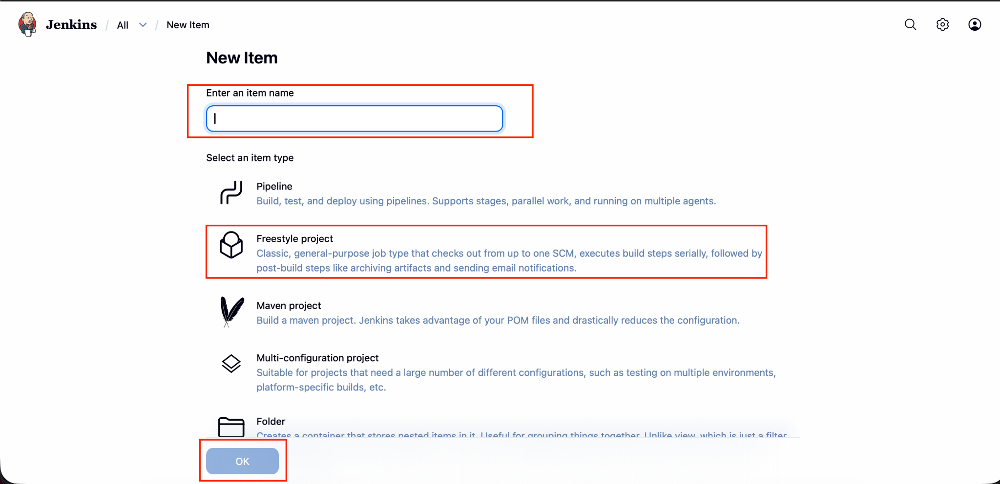 Jenkins / All / New Item
New Item
Enter an item name
Select an item type
Pipeline
Build, test, and deploy using pipelines. Supports stages, parallel work, and running on multiple agents.
Freestyle project
Classic, general-purpose job type that checks out from up to one SCM, executes build steps serially, followed by
post-build steps like archiving artifacts and sending email notifications.
Maven project
Build a maven project. Jenkins takes advantage of your POM files and drastically reduces the configuration.
Multi-configuration project
Suitable for projects that need a large number of different configurations, such as testing on multiple environments,
platform-specific builds, etc.
Folder
Creates a container that stores nested items in it. Useful for grouping things together. Unlike view, which is just a filter,
OK